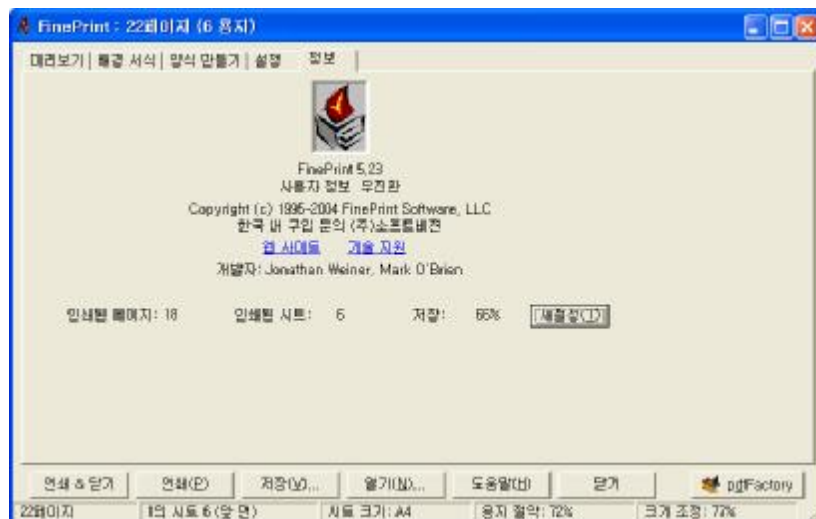 FinePrint : 22페이지 (6 용지)
미리보기 배경 서식 양식 만들기 설명 정보
FinePrint 5.23
사용자 정보 우진환
Copyright (c) 1995-2004 FinePrint Software, LLC
한국 내 구입 문의 (주)소프트비전
웹 사이트 기술 지원
개발자: Jonathan Weiner, Mark O'Brien
인쇄된 페이지: 18 인쇄된 시트: 6 저장: 66% 재설정(T)
인쇄 & 닫기 인쇄(P) 저장(V)... 열기(N)... 도움말(H) 닫기 pdfFactory
22페이지 1의 시트 6 (앞 면) 시트 크기: A4 용지 절약: 72% 크기 조정: 77%